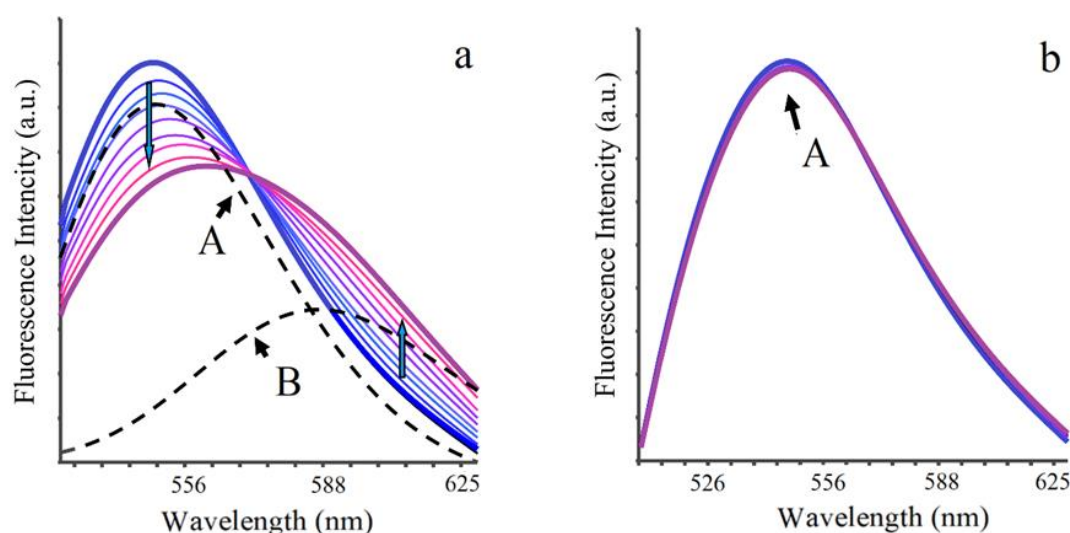 a
Fluorescence Intencity (a.u.)
A
B
556 588 625
Wavelength (nm)
b
Fluorescence Intencity (a.u.)
A
526 556 588 625
Wavelength (nm)